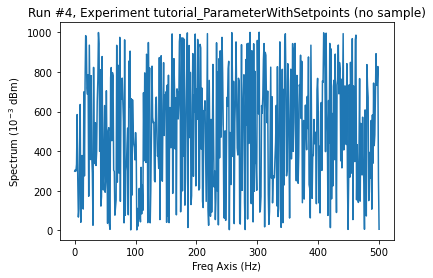 Run #4, Experiment tutorial_ParameterWithSetpoints (no sample)
1000
800
600
400
200
0
Spectrum (10⁻³ dBm)
0 100 200 300 400 500
Freq Axis (Hz)